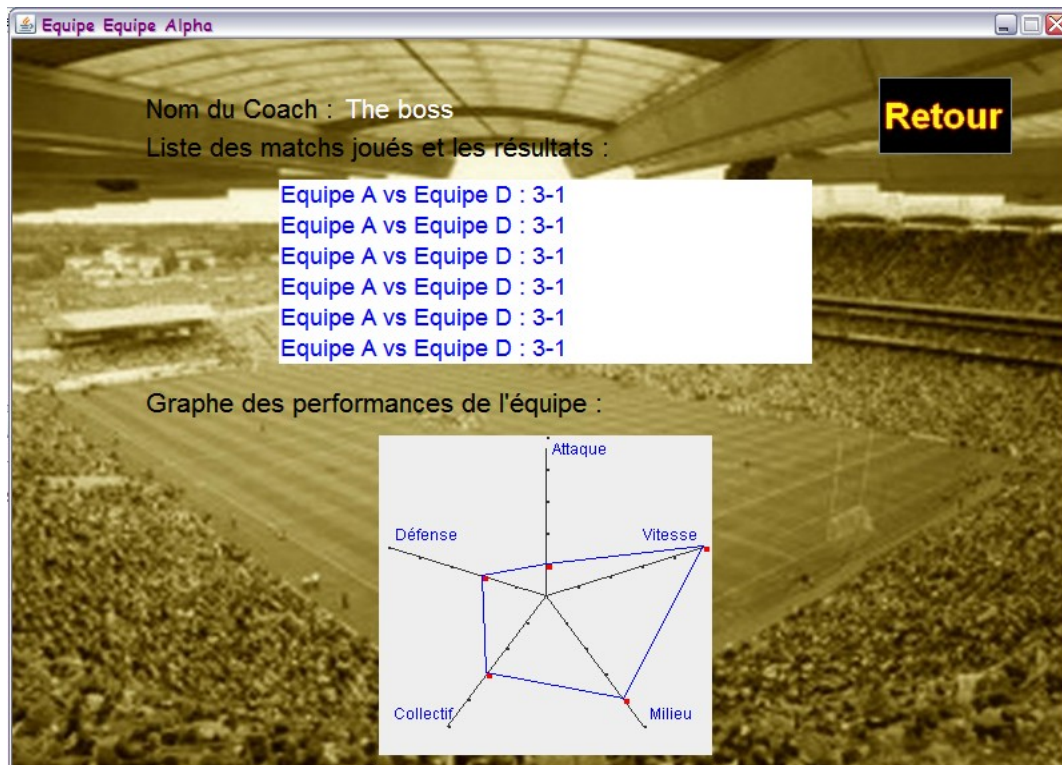 Equipe Equipe Alpha
Nom du Coach : The boss
Retour
Liste des matchs joués et les résultats :
Equipe A vs Equipe D : 3-1
Equipe A vs Equipe D : 3-1
Equipe A vs Equipe D : 3-1
Equipe A vs Equipe D : 3-1
Equipe A vs Equipe D : 3-1
Equipe A vs Equipe D : 3-1
Graphe des performances de l'équipe :
Attaque
Défense
Vitesse
Collectif
Milieu